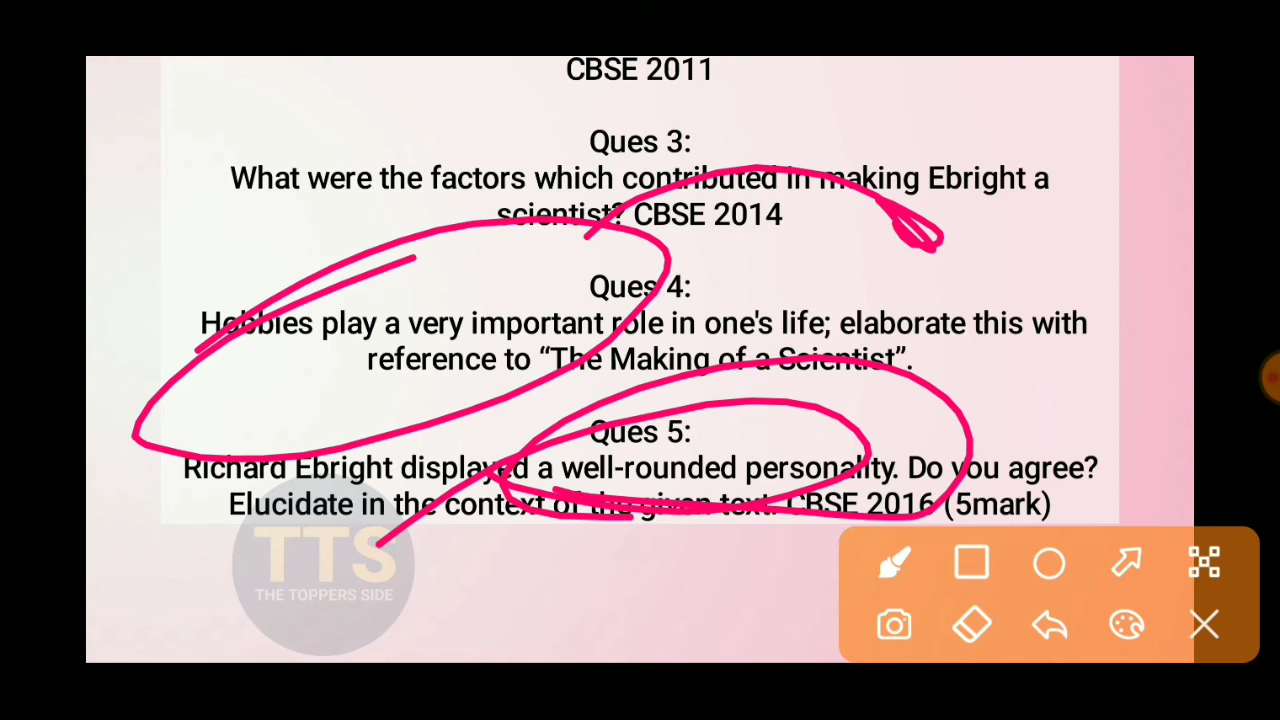 CBSE 2011
Ques 3:
What were the factors which contributed in making Ebright a
scientist? CBSE 2014
Ques 4:
Hobbies play a very important role in one's life; elaborate this with
reference to “The Making of a Scientist”.
Ques 5:
Richard Ebright displayed a well-rounded personality. Do you agree?
Elucidate in the context of the given text. CBSE 2016 (5mark)
TTS
THE TOPPERS SIDE